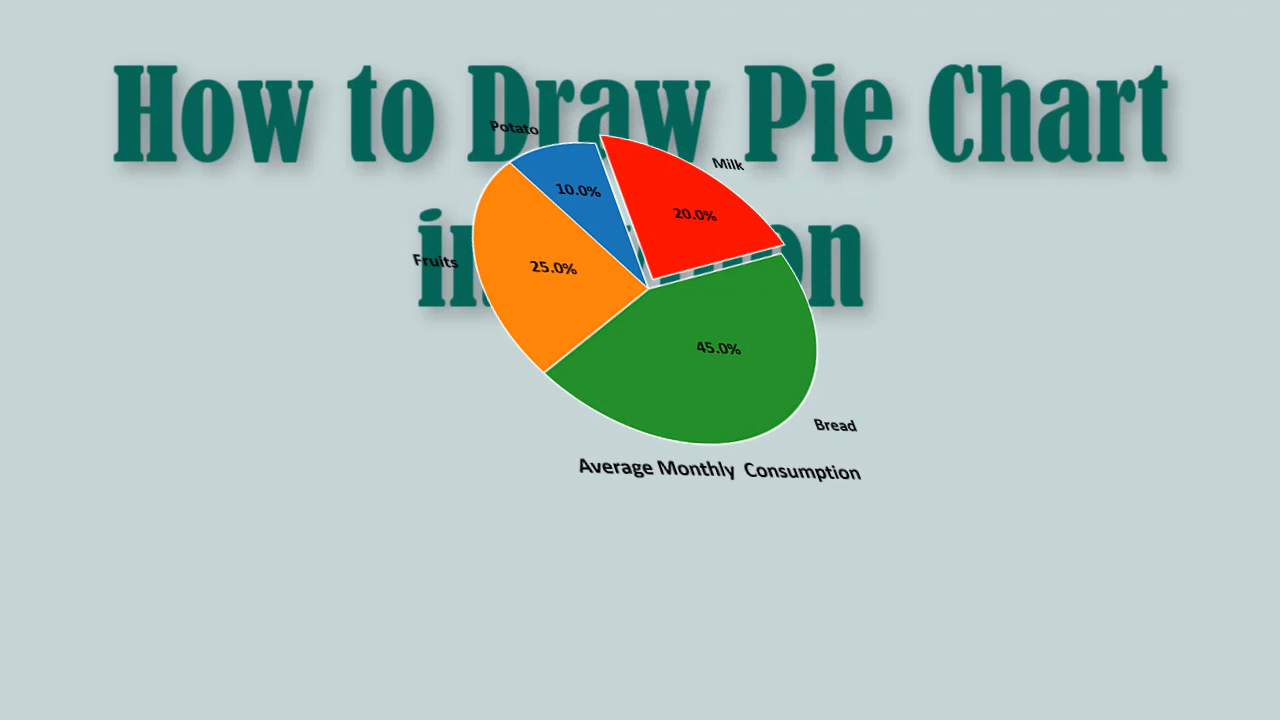 How to Draw Pie Chart
Potato
Milk
10.0%
20.0%
Fruits
25.0%
45.0%
Bread
Average Monthly Consumption